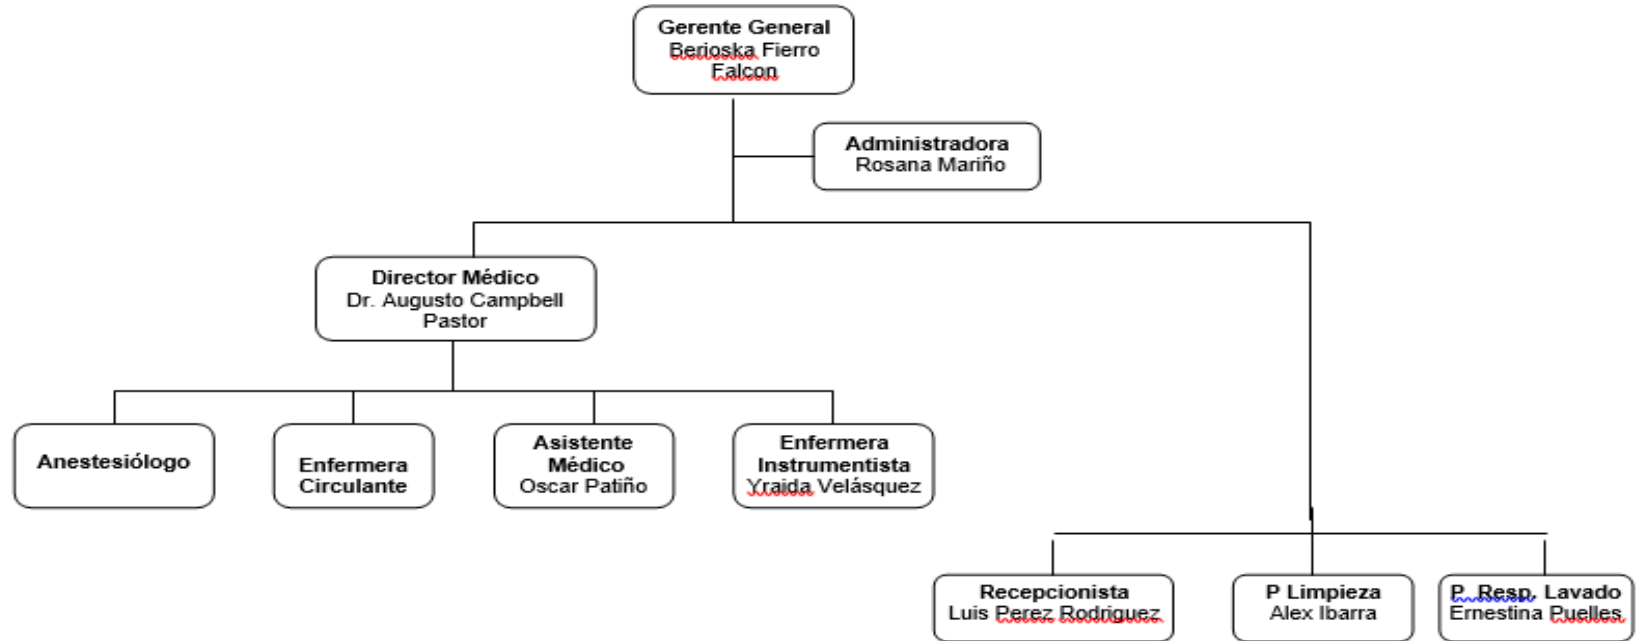 Gerente General
Berioska Fierro
Falcon
Administradora
Rosana Mariño
Director Médico
Dr. Augusto Campbell
Pastor
Anestesiólogo
Enfermera
Circulante
Asistente
Médico
Oscar Patiño
Enfermera
Instrumentista
Yraida Velásquez
Recepcionista
Luis Perez Rodriguez
P Limpieza
Alex Ibarra
P. Resp. Lavado
Ernestina Puelles